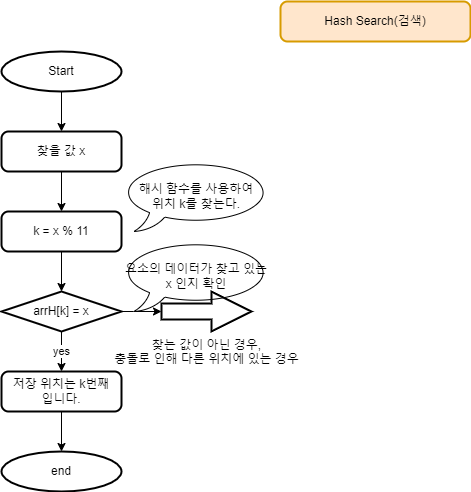 Hash Search(검색)
Start
찾을 값 x
해시 함수를 사용하여
위치 k를 찾는다.
k = x % 11
요소의 데이터가 찾고 있는
x 인지 확인
arrH[k] = x
찾는 값이 아닌 경우,
충돌로 인해 다른 위치에 있는 경우
yes
저장 위치는 k번째
입니다.
end